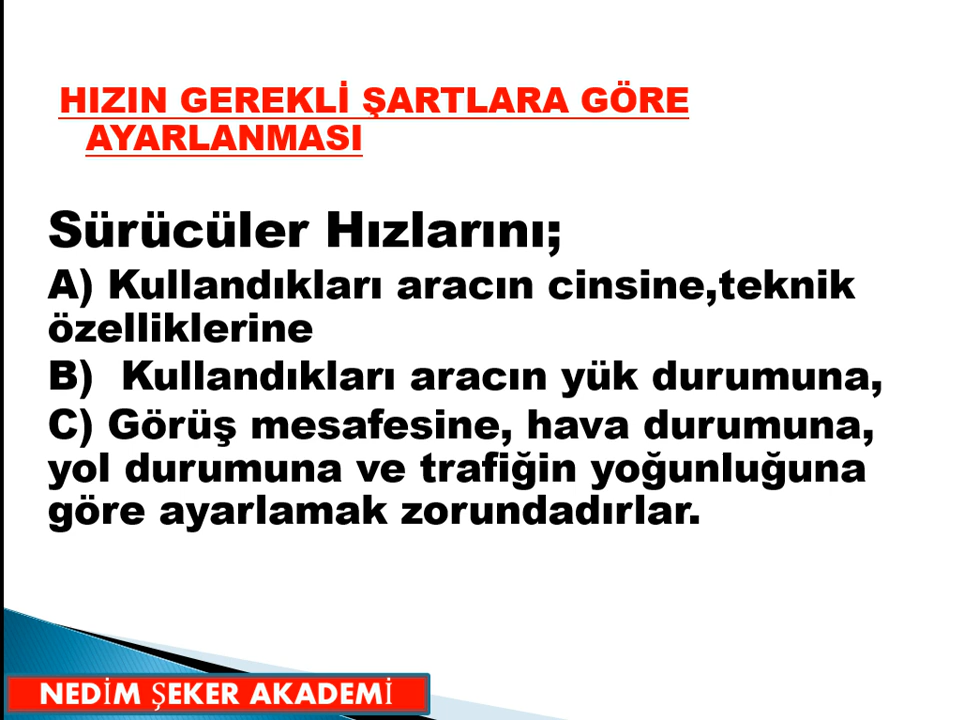 HIZIN GEREKLİ ŞARTLARA GÖRE
AYARLANMASI
Sürücüler Hızlarını;
A) Kullandıkları aracın cinsine,teknik
özelliklerine
B) Kullandıkları aracın yük durumuna,
C) Görüş mesafesine, hava durumuna,
yol durumuna ve trafiğin yoğunluğuna
göre ayarlamak zorundadırlar.
NEDİM ŞEKER AKADEMİ